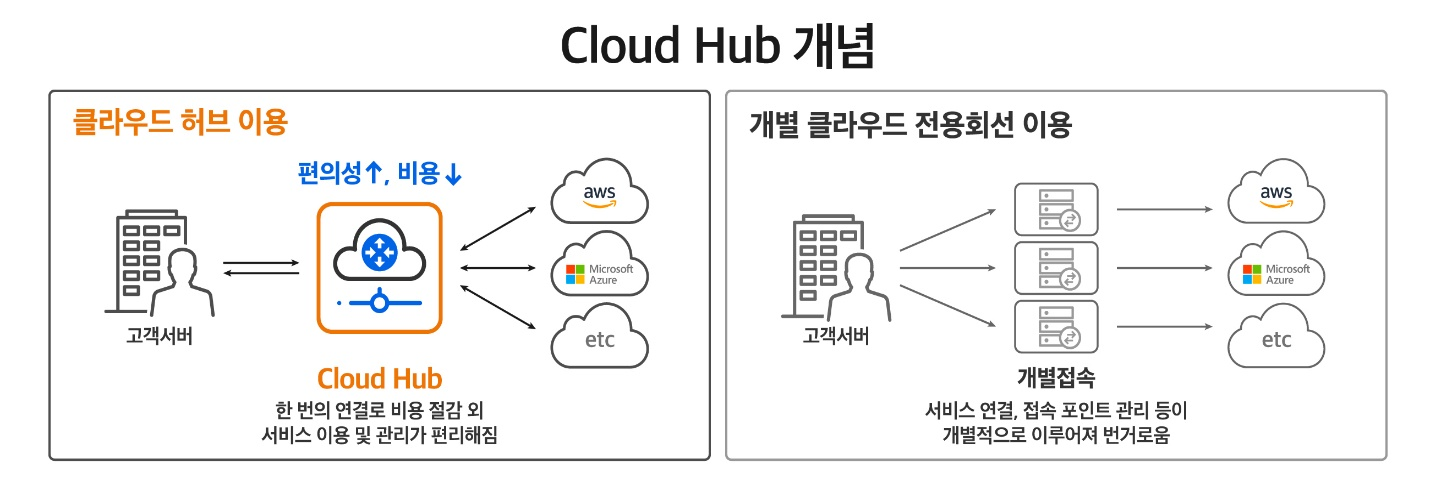 Cloud Hub 개념
클라우드 허브 이용
편의성↑, 비용↓
고객서버
aws
Microsoft
Azure
etc
Cloud Hub
한 번의 연결로 비용 절감 외
서비스 이용 및 관리가 편리해짐
개별 클라우드 전용회선 이용
고객서버
aws
Microsoft
Azure
etc
개별접속
서비스 연결, 접속 포인트 관리 등이
개별적으로 이루어져 번거로움